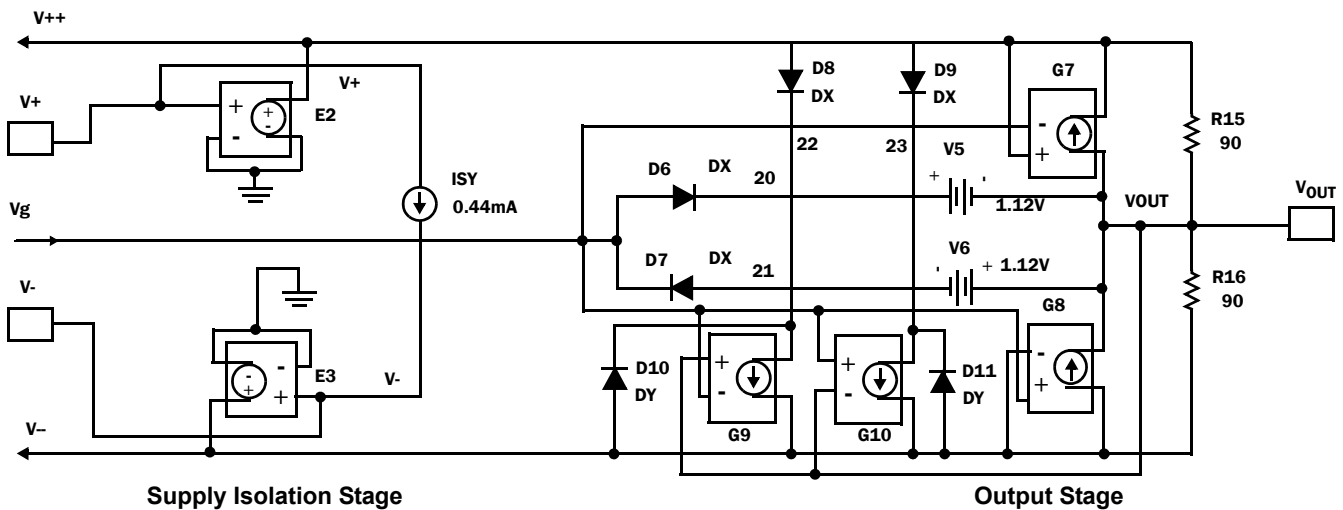 V++
V+
V+
+
-
+
-
E2
Vg
ISY
0.44mA
V-
-
+
-
+
E3
V-
V--
D8
DX
D9
DX
G7
-
+
22
23
R15
90
D6
DX
20
+
V5
-
1.12V
VOUT
VOUT
D7
DX
21
-
V6
+ 1.12V
R16
90
G8
D10
DY
+
-
G9
+
-
G10
D11
DY
-
+
Supply Isolation Stage
Output Stage